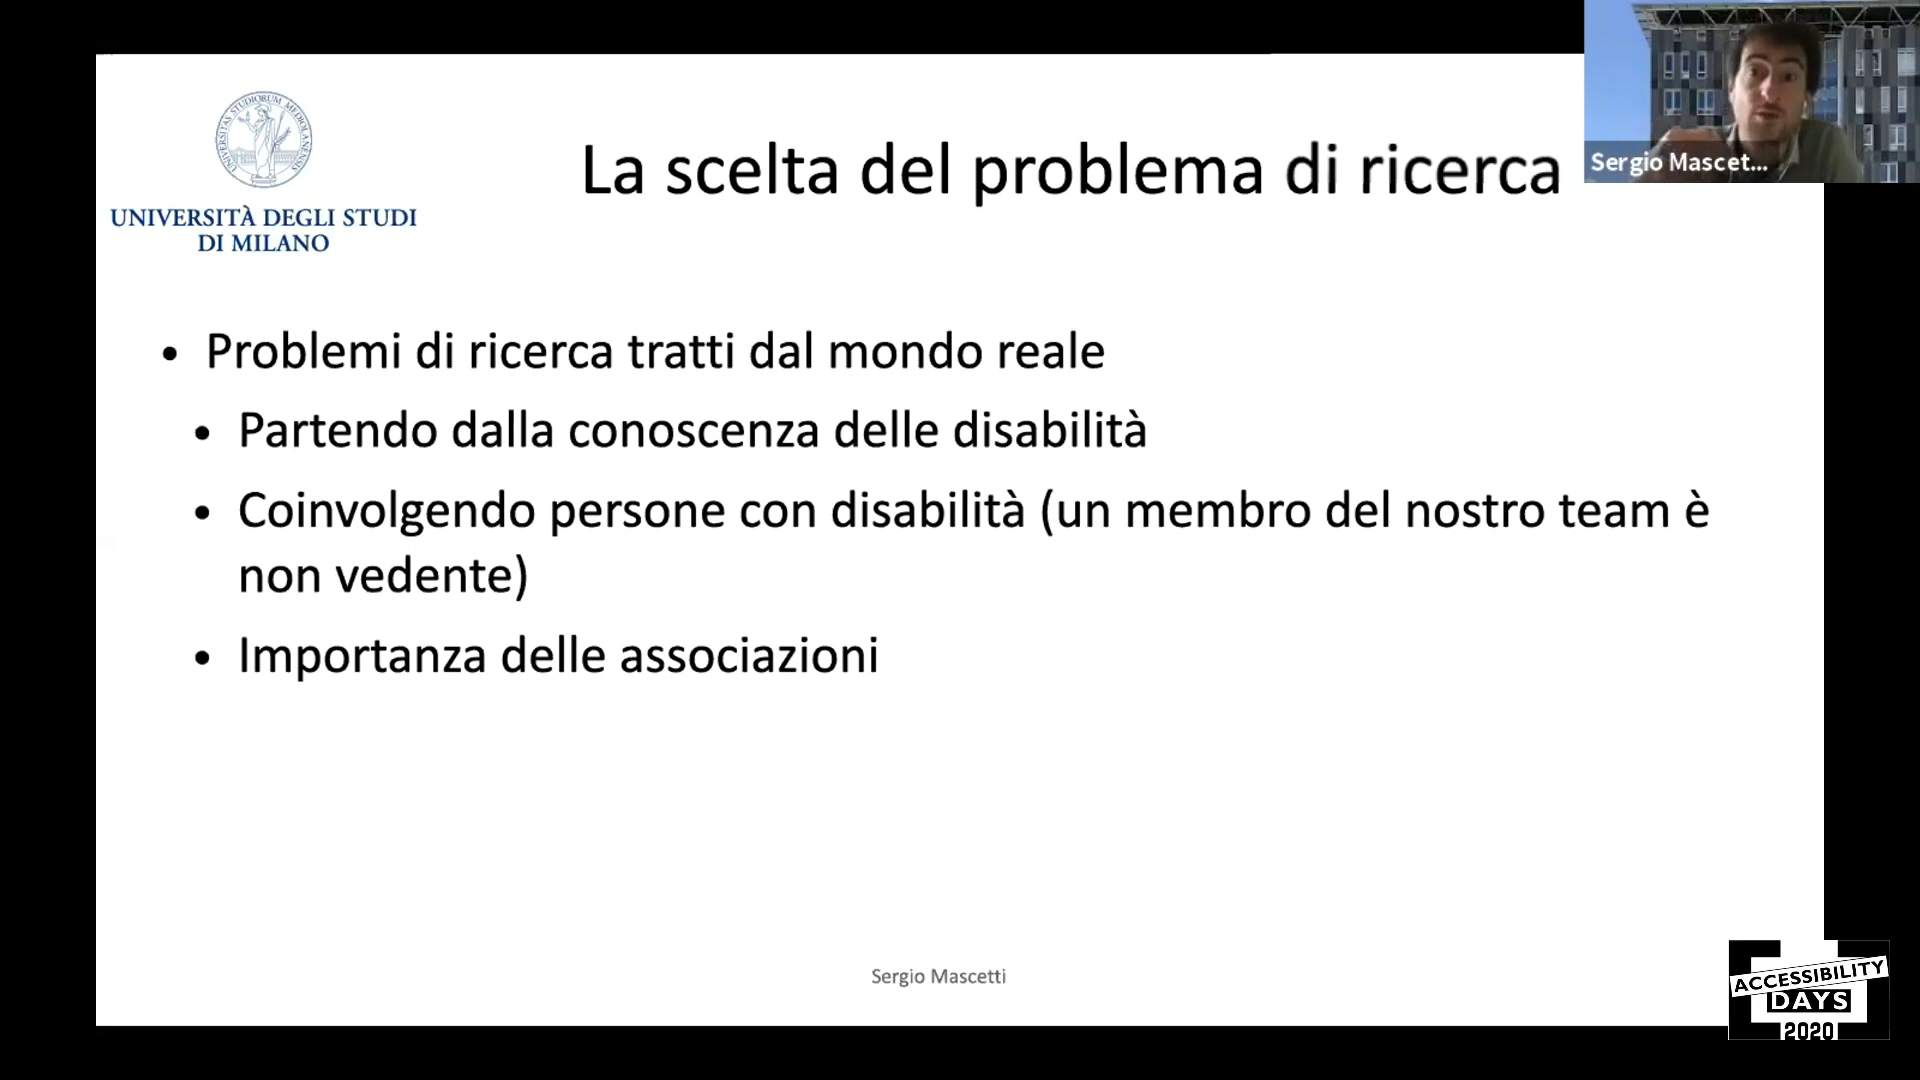 La scelta del problema di ricerca
Sergio Mascet...
UNIVERSITÀ DEGLI STUDI
DI MILANO
• Problemi di ricerca tratti dal mondo reale
• Partendo dalla conoscenza delle disabilità
• Coinvolgendo persone con disabilità (un membro del nostro team è
non vedente)
• Importanza delle associazioni
Sergio Mascetti
ACCESSIBILITY
DAYS
2020